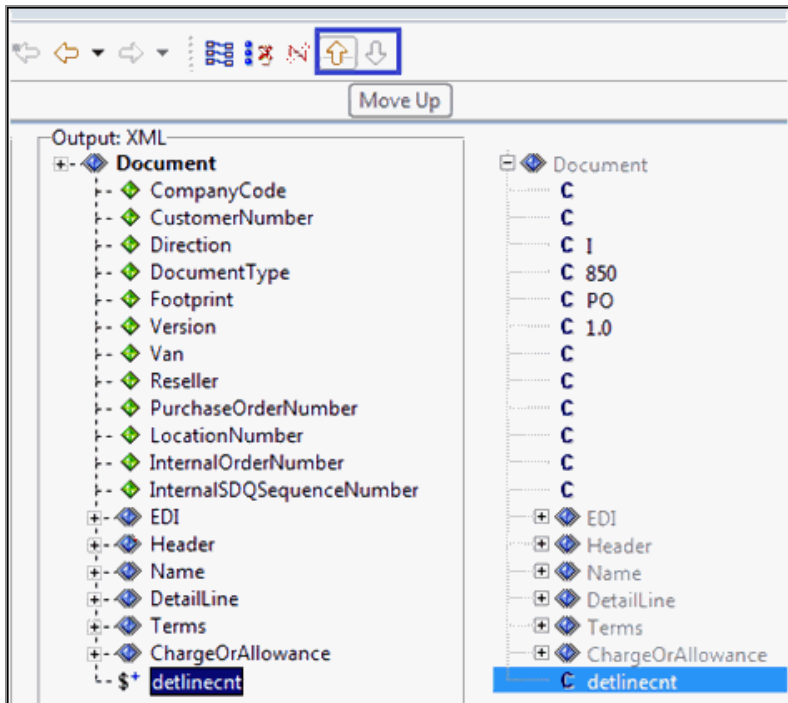 Move Up
Output: XML
Document
CompanyCode
CustomerNumber
Direction
DocumentType
Footprint
Version
Van
Reseller
PurchaseOrderNumber
LocationNumber
InternalOrderNumber
InternalSDQSequenceNumber
EDI
Header
Name
DetailLine
Terms
ChargeOrAllowance
$+ detlinecnt
Document
C
C
C I
C 850
C PO
C 1.0
C
C
C
C
C
C
EDI
Header
Name
DetailLine
Terms
ChargeOrAllowance
C detlinecnt